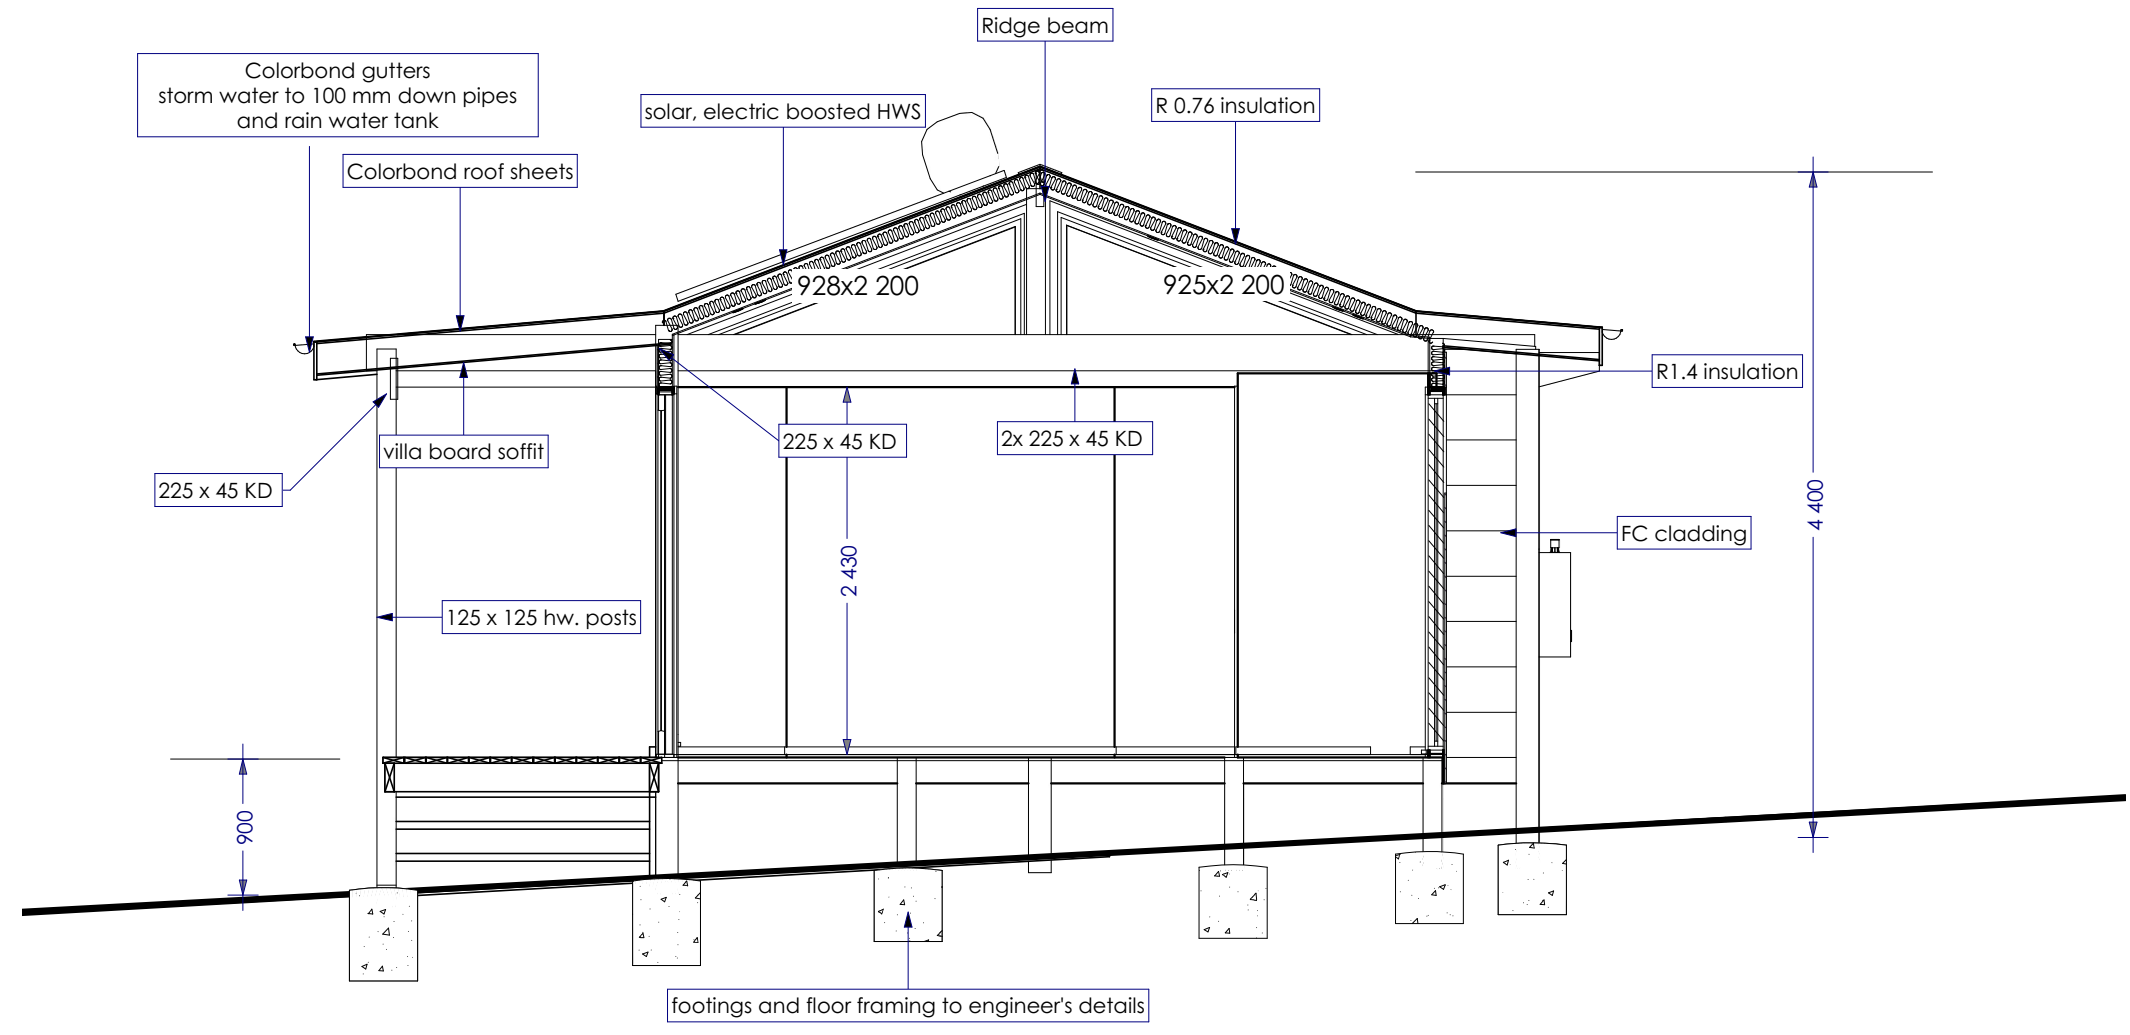 Ridge beam
Colorbond gutters
storm water to 100 mm down pipes
and rain water tank
solar, electric boosted HWS
R 0.76 insulation
Colorbond roof sheets
928x2 200
925x2 200
R1.4 insulation
225 x 45 KD
2x 225 x 45 KD
villa board soffit
225 x 45 KD
4 400
FC cladding
2 430
125 x 125 hw. posts
900
footings and floor framing to engineer's details